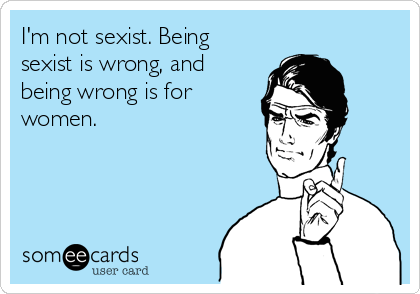 I'm not sexist. Being
sexist is wrong, and
being wrong is for
women.
someecards
user card